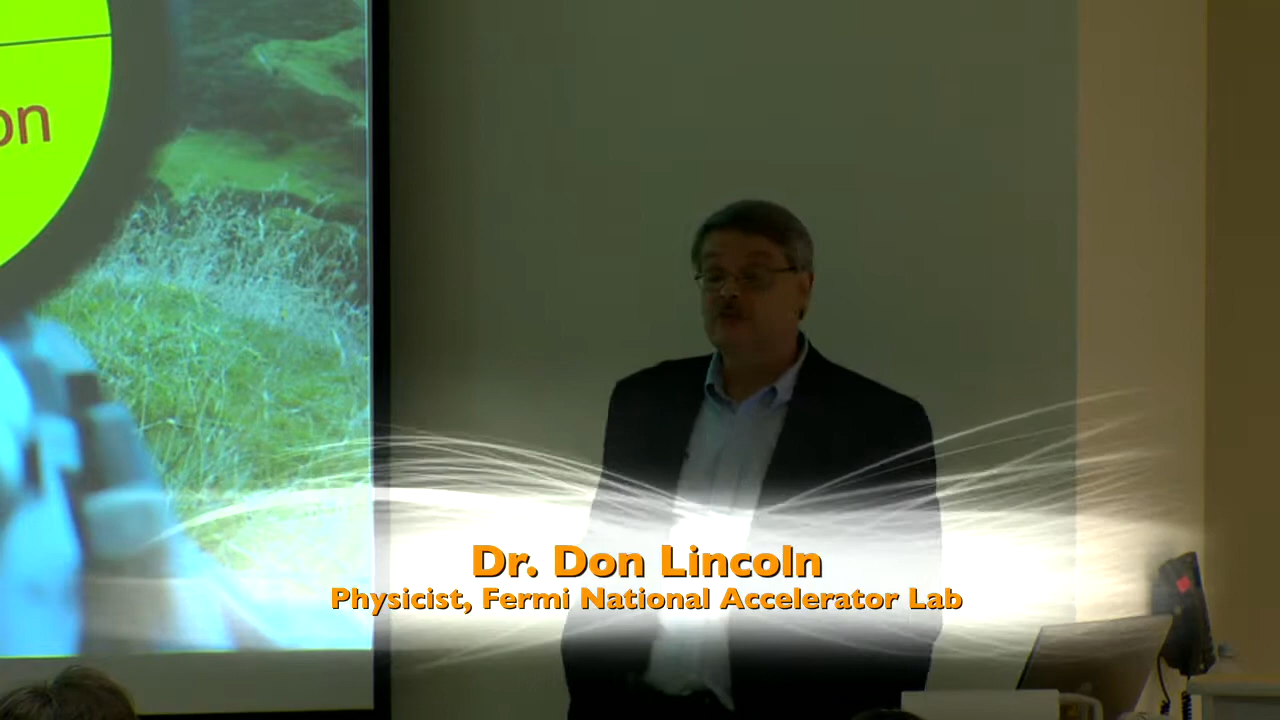 on
Dr. Don Lincoln
Physicist, Fermi National Accelerator Lab